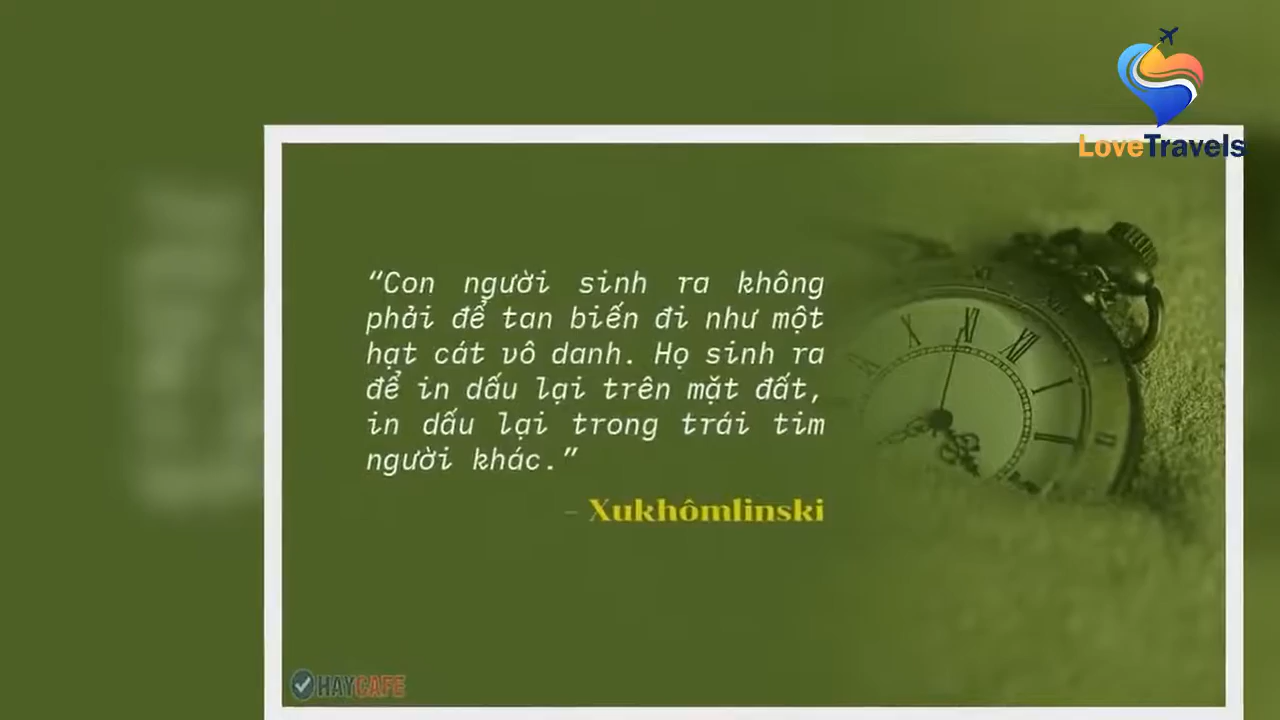 LoveTravels
“Con người sinh ra không
phải để tan biến đi như một
hạt cát vô danh. Họ sinh ra
để in dấu lại trên mặt đất,
in dấu lại trong trái tim
người khác.”
– Xukhômlinski
HAYCAFE